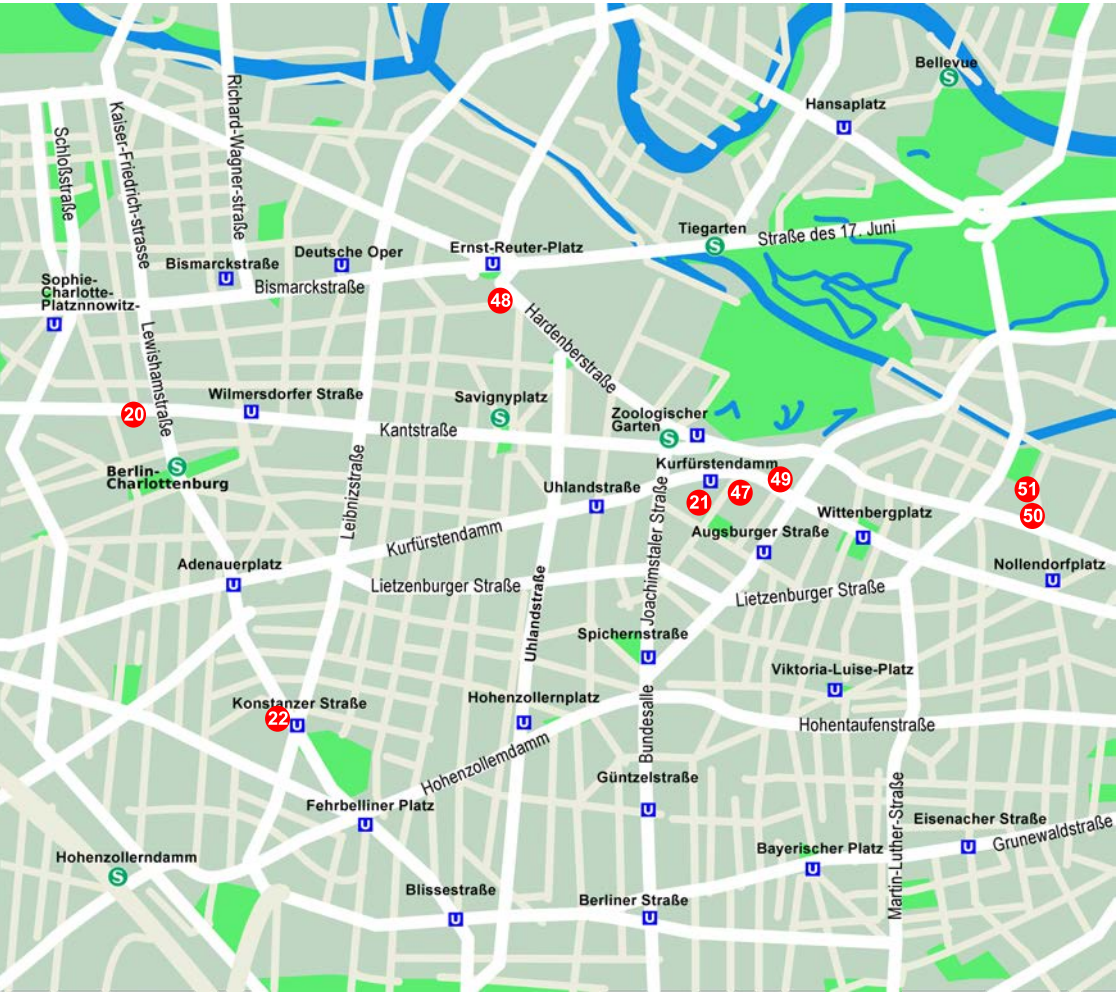 Bellevue
S
Hansaplatz
U
Richard-Wagner-straße
Kaiser-Friedrich-strasse
Schloßstraße
Tiegarten
S
Straße des 17. Juni
Ernst-Reuter-Platz
U
Deutsche Oper
U
Bismarckstraße
U
Bismarckstraße
Sophie-
Charlotte-
Platznnowitz-
U
48
Hardenberstraße
Lewishamstraße
20
Wilmersdorfer Straße
U
Savignyplatz
S
Kantstraße
Zoologischer
Garten
S
U
Berlin-
Charlottenburg
S
Leibnizstraße
Kurfürstendamm
U
21
47
49
51
50
Uhlandstraße
U
Joachimstaler Straße
Wittenbergplatz
U
Augsburger Straße
U
Kurfürstendamm
Adenauerplatz
U
Lietzenburger Straße
Lietzenburger Straße
Nollendorfplatz
U
Uhlandstraße
Spichernstraße
U
Viktoria-Luise-Platz
U
Konstanzer Straße
22
U
Hohenzollernplatz
U
Bundesalle
Hohentaufenstraße
Hohenzollemdamm
Güntzelstraße
U
Fehrbelliner Platz
U
Martin-Luther-Straße
Eisenacher Straße
U
Grunewaldstraße
Bayerischer Platz
U
Hohenzollerndamm
S
Blissestraße
U
Berliner Straße
U